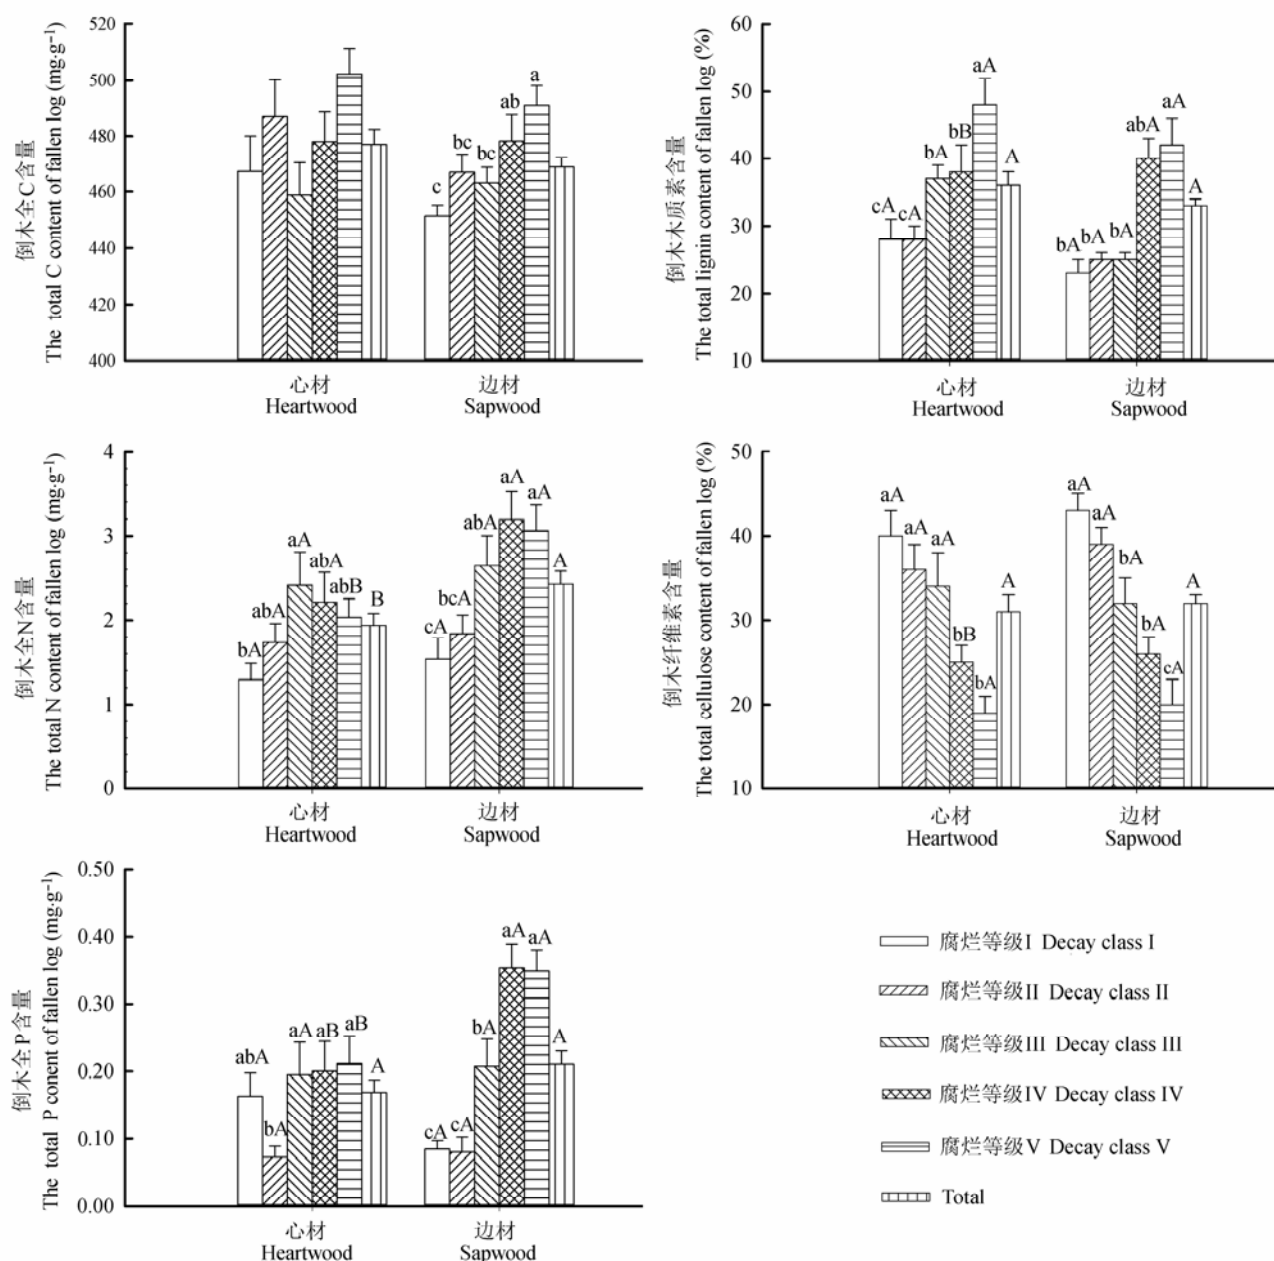 倒木全C含量
The total C content of fallen log (mg·g⁻¹)
520
500
480
460
440
420
400
c
bc
bc
ab
a
心材
Heartwood
边材
Sapwood
倒木木质素含量
The total lignin content of fallen log (%)
60
50
40
30
20
10
cA
cA
bA
bB
aA
A
bA
bA
bA
abA
aA
A
心材
Heartwood
边材
Sapwood
倒木全N含量
The total N content of fallen log (mg·g⁻¹)
4
3
2
1
0
bA
abA
aA
abA
abB
B
cA
bcA
abA
aA
aA
A
心材
Heartwood
边材
Sapwood
倒木纤维素含量
The total cellulose content of fallen log (%)
50
40
30
20
10
aA
aA
aA
bB
bA
A
aA
aA
bA
bA
cA
A
心材
Heartwood
边材
Sapwood
倒木全P含量
The total P conent of fallen log (mg·g⁻¹)
0.50
0.40
0.30
0.20
0.10
0.00
abA
bA
aA
aB
aB
A
cA
cA
bA
aA
aA
A
心材
Heartwood
边材
Sapwood
腐烂等级I Decay class I
腐烂等级II Decay class II
腐烂等级III Decay class III
腐烂等级IV Decay class IV
腐烂等级V Decay class V
Total